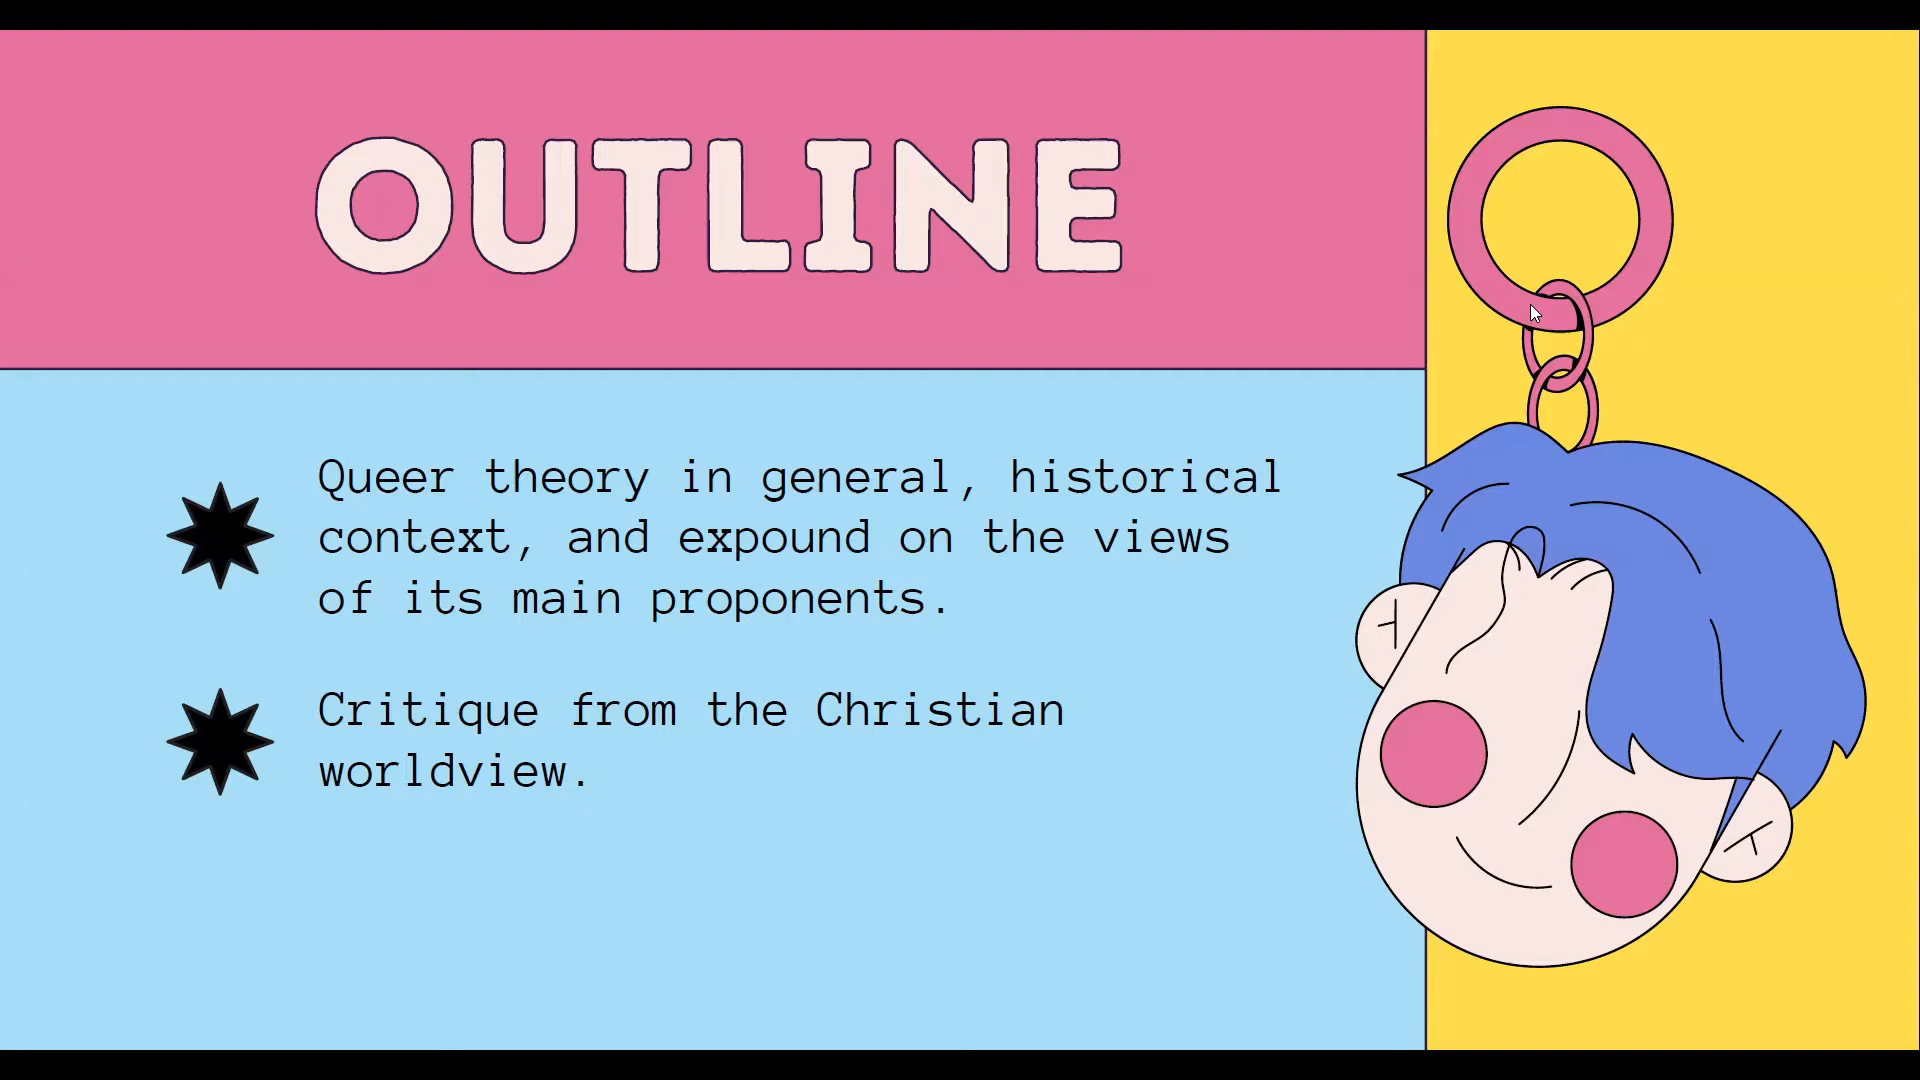 OUTLINE
Queer theory in general, historical
context, and expound on the views
of its main proponents.
Critique from the Christian
worldview.